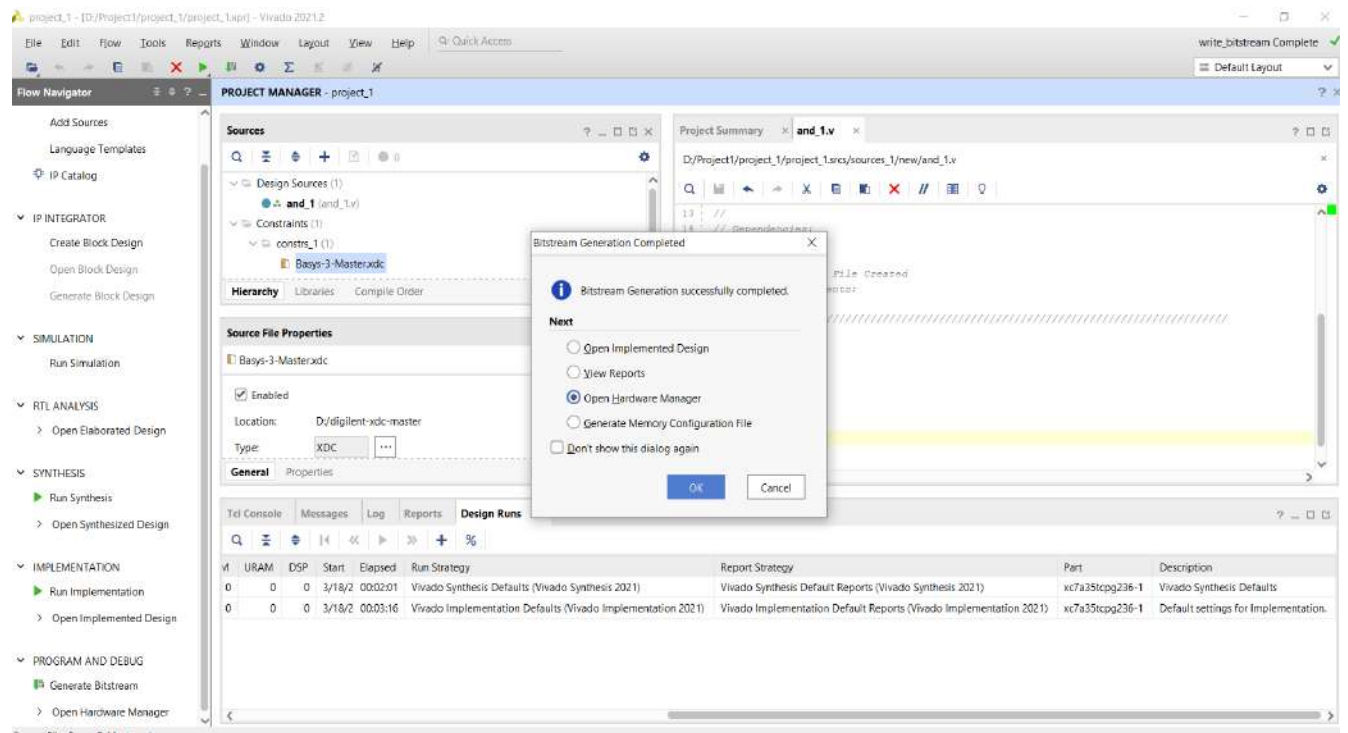 project_1 - [D:/Project1/project_1/project_1.xpr] - Vivado 2021.2
File Edit Flow Tools Reports Window Layout View Help Quick Access
write_bitstream Complete
Default Layout
Flow Navigator
PROJECT MANAGER - project_1
Add Sources
Language Templates
IP Catalog
IP INTEGRATOR
Create Block Design
Open Block Design
Generate Block Design
SIMULATION
Run Simulation
RTL ANALYSIS
Open Elaborated Design
SYNTHESIS
Run Synthesis
Open Synthesized Design
IMPLEMENTATION
Run Implementation
Open Implemented Design
PROGRAM AND DEBUG
Generate Bitstream
Open Hardware Manager
Sources
0
Design Sources (1)
and_1 (and_1.v)
Constraints (1)
constrs_1 (1)
Basys-3-Master.xdc
Hierarchy Libraries Compile Order
Source File Properties
Basys-3-Master.xdc
Enabled
Location: D:/digilent-xdc-master
Type: XDC
General Properties
Project Summary and_1.v
D:/Project1/project_1/project_1.srcs/sources_1/new/and_1.v
13 //
14 // Dependencies:
File Created
Bitstream Generation Completed
Bitstream Generation successfully completed.
Next
Open Implemented Design
View Reports
Open Hardware Manager
Generate Memory Configuration File
Don't show this dialog again
OK Cancel
Tcl Console Messages Log Reports Design Runs
URAM DSP Start Elapsed Run Strategy Report Strategy Part Description
0 0 0 3/18/2 00:02:01 Vivado Synthesis Defaults (Vivado Synthesis 2021) Vivado Synthesis Default Reports (Vivado Synthesis 2021) xc7a35tcpg236-1 Vivado Synthesis Defaults
0 0 0 3/18/2 00:03:16 Vivado Implementation Defaults (Vivado Implementation 2021) Vivado Implementation Default Reports (Vivado Implementation 2021) xc7a35tcpg236-1 Default settings for Implementation.